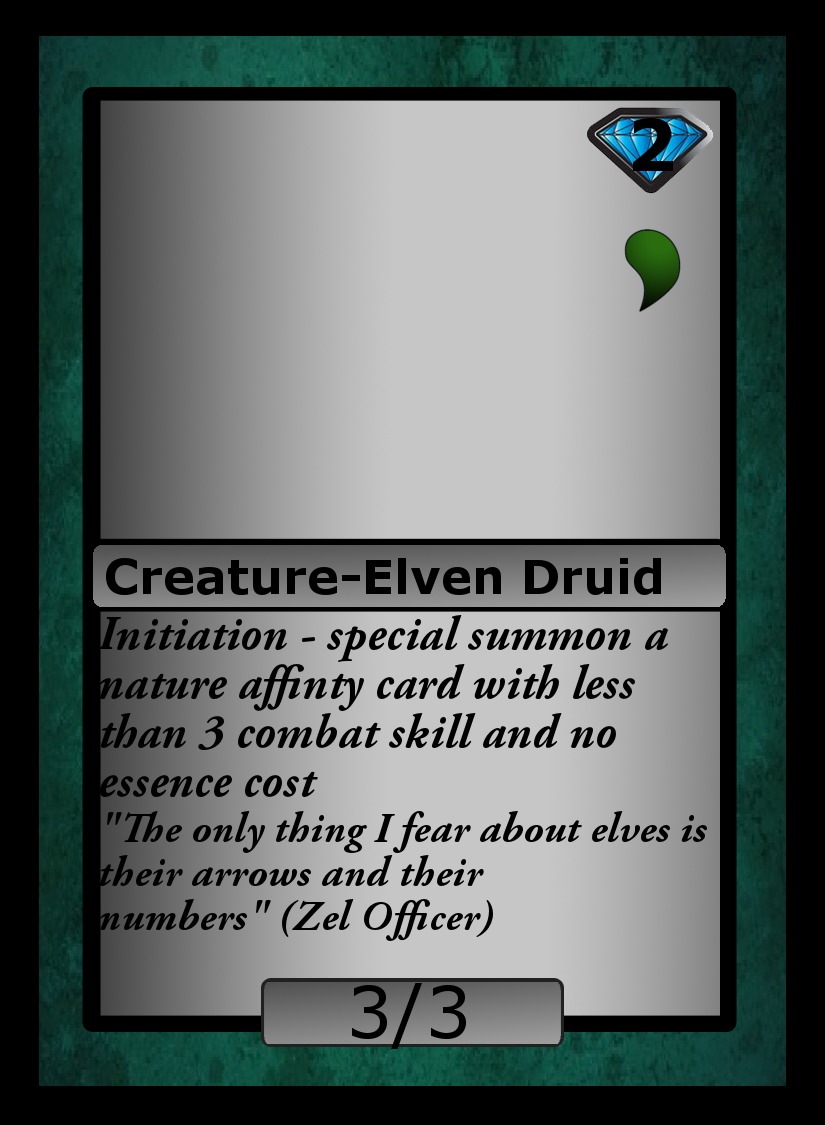 2
Creature-Elven Druid
Initiation - special summon a
nature affinty card with less
than 3 combat skill and no
essence cost
"The only thing I fear about elves is
their arrows and their
numbers" (Zel Officer)
3/3